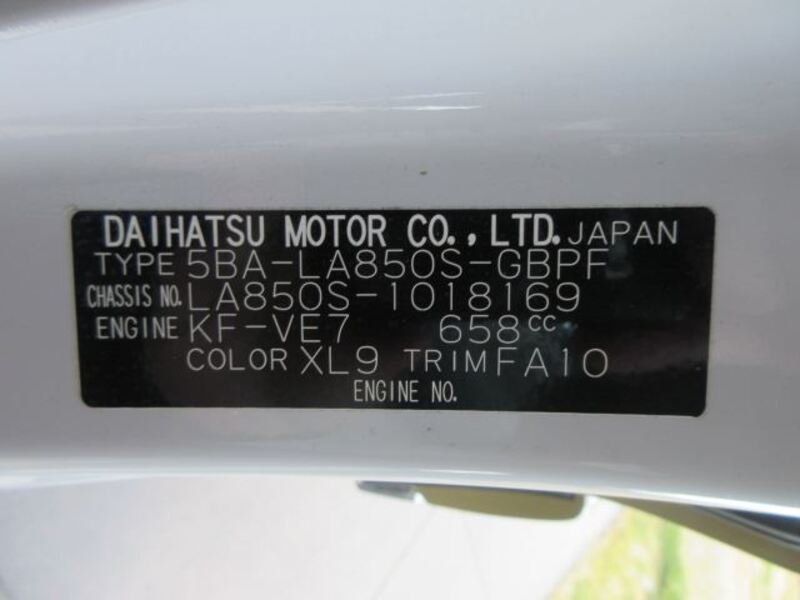 DAIHATSU MOTOR CO., LTD. JAPAN
TYPE 5BA-LA850S-GBPF
CHASSIS NO. LA850S-1018169
ENGINE KF-VE7 658cc
COLOR XL9 TRIM FA10
ENGINE NO.